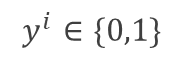 yⁱ ∈ {0,1}